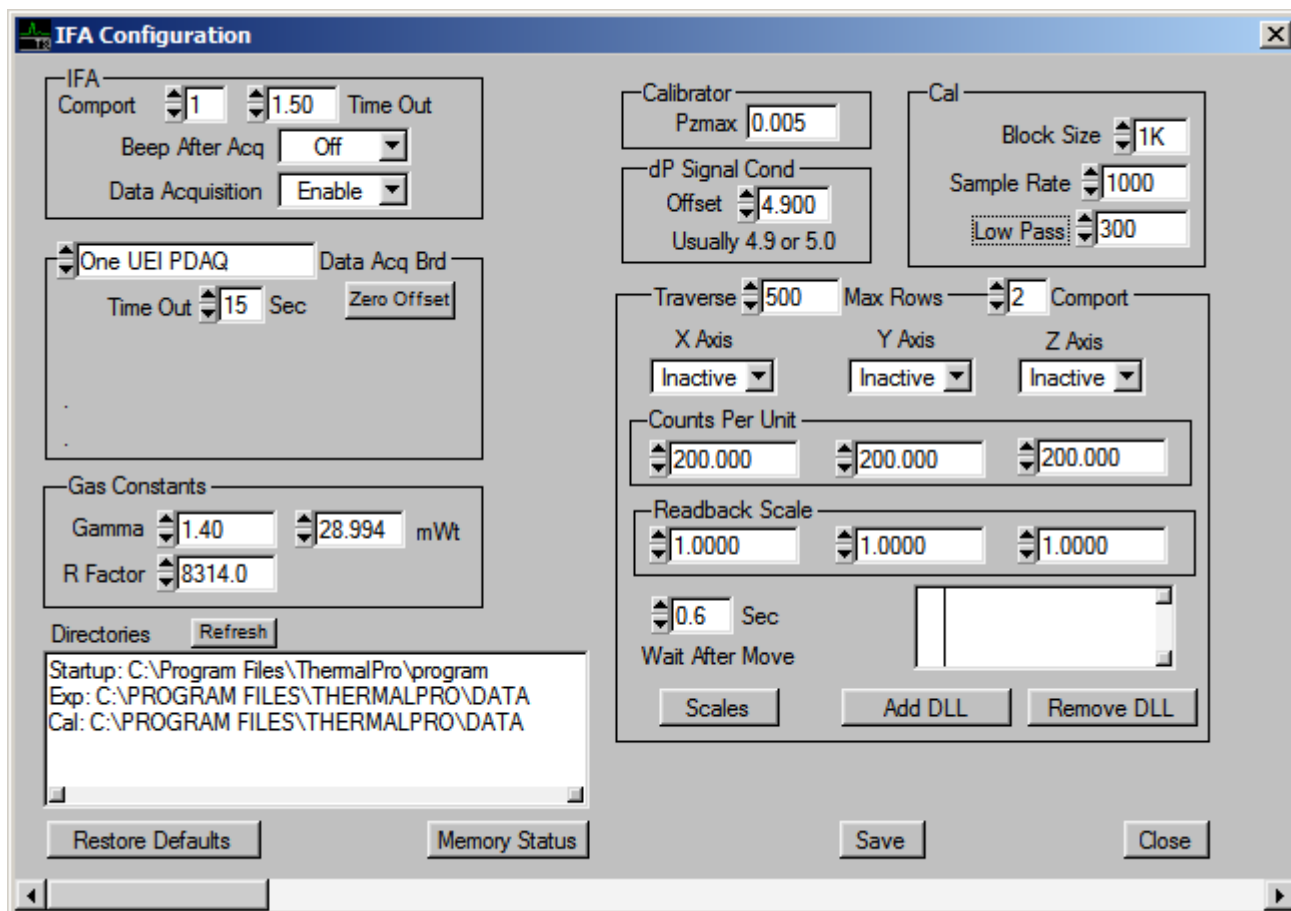 IFA Configuration
IFA
Comport 1 1.50 Time Out
Beep After Acq Off
Data Acquisition Enable
One UEI PDAQ Data Acq Brd
Time Out 15 Sec Zero Offset
.
.
Gas Constants
Gamma 1.40 28.994 mWt
R Factor 8314.0
Directories Refresh
Startup: C:\Program Files\ThermalPro\program
Exp: C:\PROGRAM FILES\THERMALPRO\DATA
Cal: C:\PROGRAM FILES\THERMALPRO\DATA
Calibrator
Pzmax 0.005
dP Signal Cond
Offset 4.900
Usually 4.9 or 5.0
Cal
Block Size 1K
Sample Rate 1000
Low Pass 300
Traverse 500 Max Rows 2 Comport
X Axis Y Axis Z Axis
Inactive Inactive Inactive
Counts Per Unit
200.000 200.000 200.000
Readback Scale
1.0000 1.0000 1.0000
0.6 Sec
Wait After Move
Scales Add DLL Remove DLL
Restore Defaults Memory Status Save Close